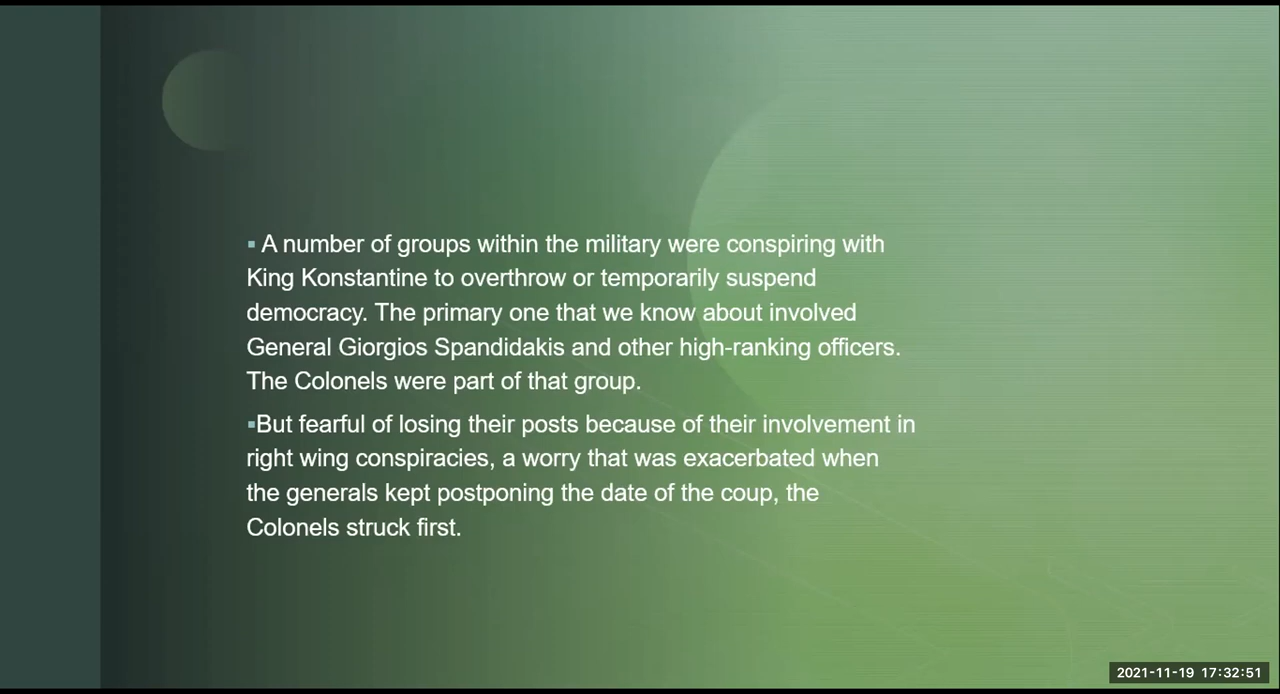 ▪ A number of groups within the military were conspiring with
King Konstantine to overthrow or temporarily suspend
democracy. The primary one that we know about involved
General Giorgios Spandidakis and other high-ranking officers.
The Colonels were part of that group.
▪But fearful of losing their posts because of their involvement in
right wing conspiracies, a worry that was exacerbated when
the generals kept postponing the date of the coup, the
Colonels struck first.
2021-11-19 17:32:51